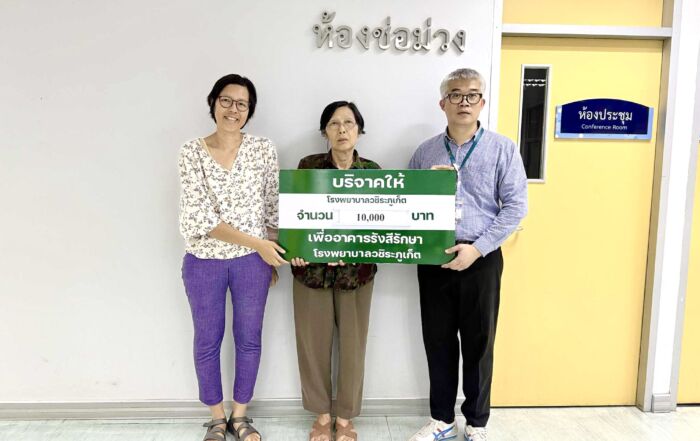 ห้องช่อม่วง
ห้องประชุม
Conference Room
บริจาคให้
โรงพยาบาลวชิระภูเก็ต
จำนวน 10,000 บาท
เพื่ออาคารรังสีรักษา
โรงพยาบาลวชิระภูเก็ต